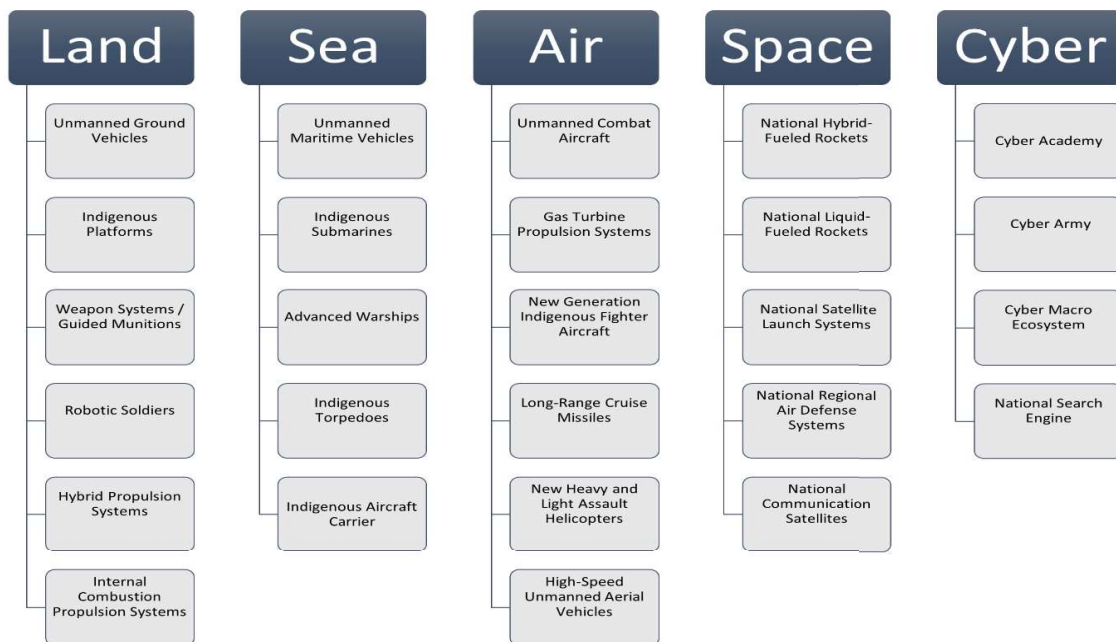 Land
Unmanned Ground
Vehicles
Indigenous
Platforms
Weapon Systems /
Guided Munitions
Robotic Soldiers
Hybrid Propulsion
Systems
Internal
Combustion
Propulsion Systems
Sea
Unmanned
Maritime Vehicles
Indigenous
Submarines
Advanced Warships
Indigenous
Torpedoes
Indigenous Aircraft
Carrier
Air
Unmanned Combat
Aircraft
Gas Turbine
Propulsion Systems
New Generation
Indigenous Fighter
Aircraft
Long-Range Cruise
Missiles
New Heavy and
Light Assault
Helicopters
High-Speed
Unmanned Aerial
Vehicles
Space
National Hybrid-
Fueled Rockets
National Liquid-
Fueled Rockets
National Satellite
Launch Systems
National Regional
Air Defense
Systems
National
Communication
Satellites
Cyber
Cyber Academy
Cyber Army
Cyber Macro
Ecosystem
National Search
Engine